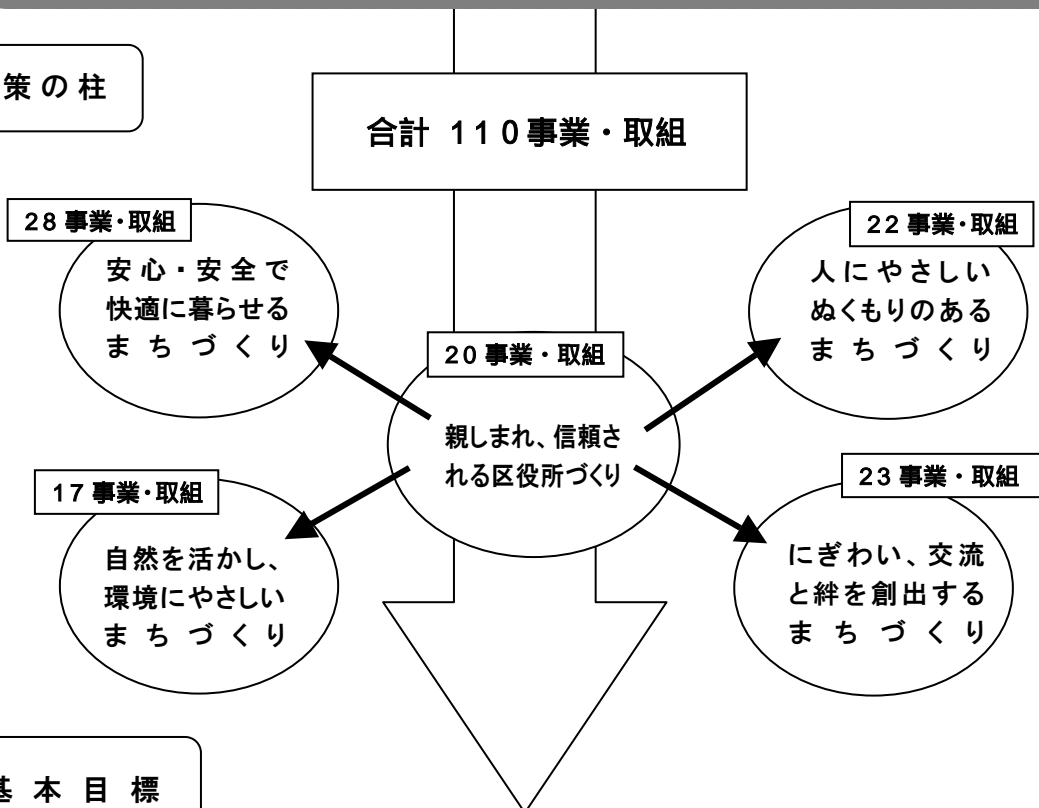 策の柱
合計 110事業・取組
28事業・取組
安心・安全で
快適に暮らせる
まちづくり
22事業・取組
人にやさしい
ぬくもりのある
まちづくり
20事業・取組
親しまれ、信頼さ
れる区役所づくり
17事業・取組
自然を活かし、
環境にやさしい
まちづくり
23事業・取組
にぎわい、交流
と絆を創出する
まちづくり
基本目標